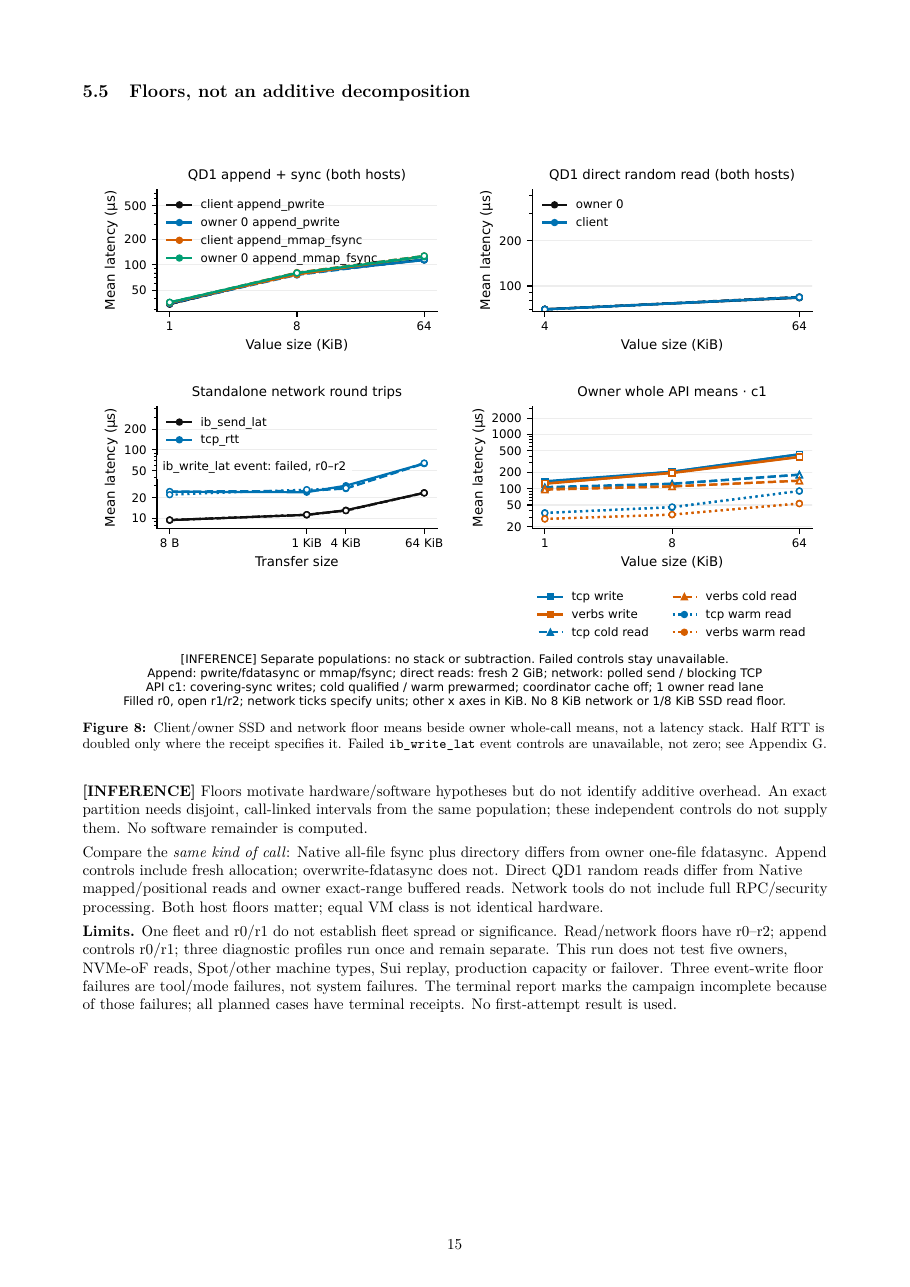 5.5 Floors, not an additive decomposition
QD1 append + sync (both hosts)
Mean latency (µs)
500
200
100
50
client append_pwrite
owner 0 append_pwrite
client append_mmap_fsync
owner 0 append_mmap_fsync
1 8 64
Value size (KiB)
QD1 direct random read (both hosts)
Mean latency (µs)
200
100
owner 0
client
4 64
Value size (KiB)
Standalone network round trips
Mean latency (µs)
200
100
50
20
10
ib_send_lat
tcp_rtt
ib_write_lat event: failed, r0–r2
8 B 1 KiB 4 KiB 64 KiB
Transfer size
Owner whole API means · c1
Mean latency (µs)
2000
1000
500
200
100
50
20
1 8 64
Value size (KiB)
tcp write
verbs write
tcp cold read
verbs cold read
tcp warm read
verbs warm read
[INFERENCE] Separate populations: no stack or subtraction. Failed controls stay unavailable.
Append: pwrite/fdatasync or mmap/fsync; direct reads: fresh 2 GiB; network: polled send / blocking TCP
API c1: covering-sync writes; cold qualified / warm prewarmed; coordinator cache off; 1 owner read lane
Filled r0, open r1/r2; network ticks specify units; other x axes in KiB. No 8 KiB network or 1/8 KiB SSD read floor.
Figure 8: Client/owner SSD and network floor means beside owner whole-call means, not a latency stack. Half RTT is
doubled only where the receipt specifies it. Failed ib_write_lat event controls are unavailable, not zero; see Appendix G.
[INFERENCE] Floors motivate hardware/software hypotheses but do not identify additive overhead. An exact
partition needs disjoint, call-linked intervals from the same population; these independent controls do not supply
them. No software remainder is computed.
Compare the same kind of call: Native all-file fsync plus directory differs from owner one-file fdatasync. Append
controls include fresh allocation; overwrite-fdatasync does not. Direct QD1 random reads differ from Native
mapped/positional reads and owner exact-range buffered reads. Network tools do not include full RPC/security
processing. Both host floors matter; equal VM class is not identical hardware.
Limits. One fleet and r0/r1 do not establish fleet spread or significance. Read/network floors have r0–r2; append
controls r0/r1; three diagnostic profiles run once and remain separate. This run does not test five owners,
NVMe-oF reads, Spot/other machine types, Sui replay, production capacity or failover. Three event-write floor
failures are tool/mode failures, not system failures. The terminal report marks the campaign incomplete because
of those failures; all planned cases have terminal receipts. No first-attempt result is used.
15